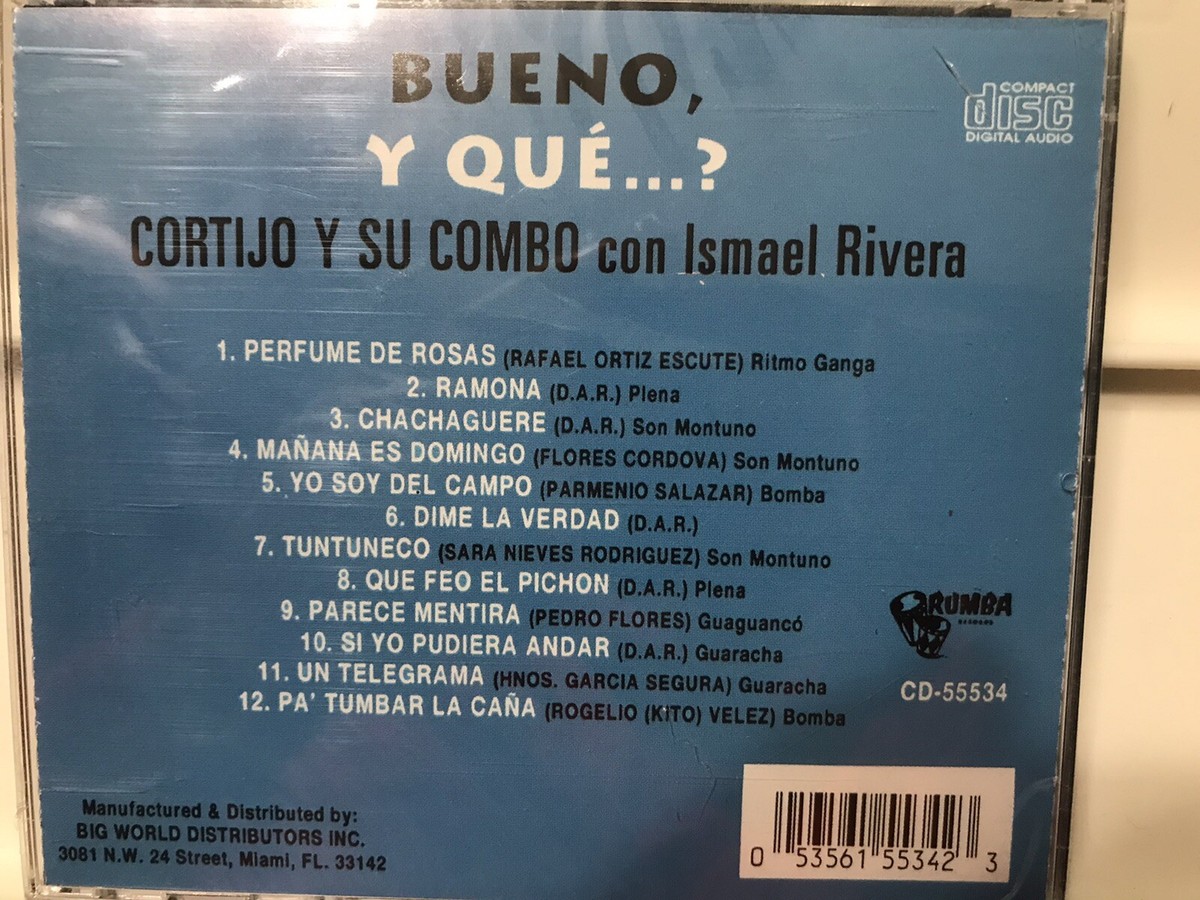 BUENO,
Y QUÉ...?
COMPACT
disc
DIGITAL AUDIO
CORTIJO Y SU COMBO con Ismael Rivera
1. PERFUME DE ROSAS (RAFAEL ORTIZ ESCUTE) Ritmo Ganga
2. RAMONA (D.A.R.) Plena
3. CHACHAGUERE (D.A.R.) Son Montuno
4. MAÑANA ES DOMINGO (FLORES CORDOVA) Son Montuno
5. YO SOY DEL CAMPO (PARMENIO SALAZAR) Bomba
6. DIME LA VERDAD (D.A.R.)
7. TUNTUNECO (SARA NIEVES RODRIGUEZ) Son Montuno
8. QUE FEO EL PICHON (D.A.R.) Plena
9. PARECE MENTIRA (PEDRO FLORES) Guaguancó
10. SI YO PUDIERA ANDAR (D.A.R.) Guaracha
11. UN TELEGRAMA (HNOS. GARCIA SEGURA) Guaracha
12. PA' TUMBAR LA CAÑA (ROGELIO (KITO) VELEZ) Bomba
RUMBA
RECORDS
CD-55534
Manufactured & Distributed by:
BIG WORLD DISTRIBUTORS INC.
3081 N.W. 24 Street, Miami, FL. 33142
0 53561 55342 3